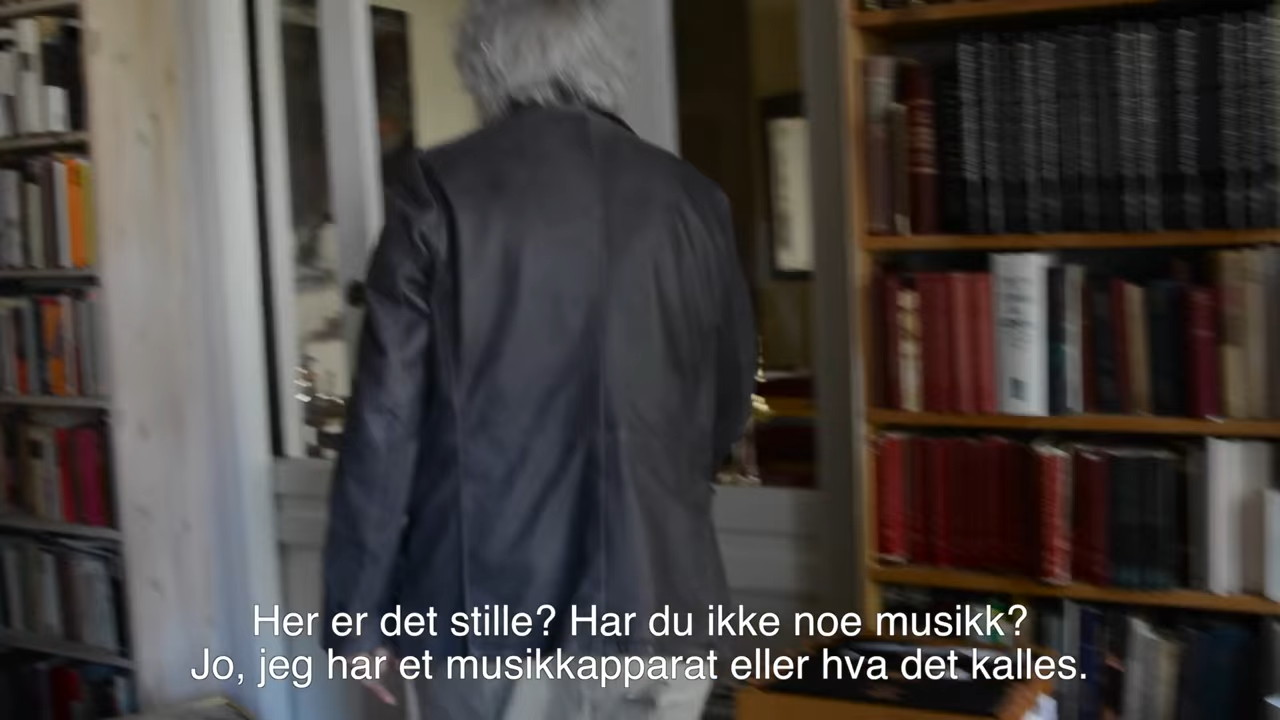 Her er det stille? Har du ikke noe musikk?
Jo, jeg har et musikkapparat eller hva det kalles.